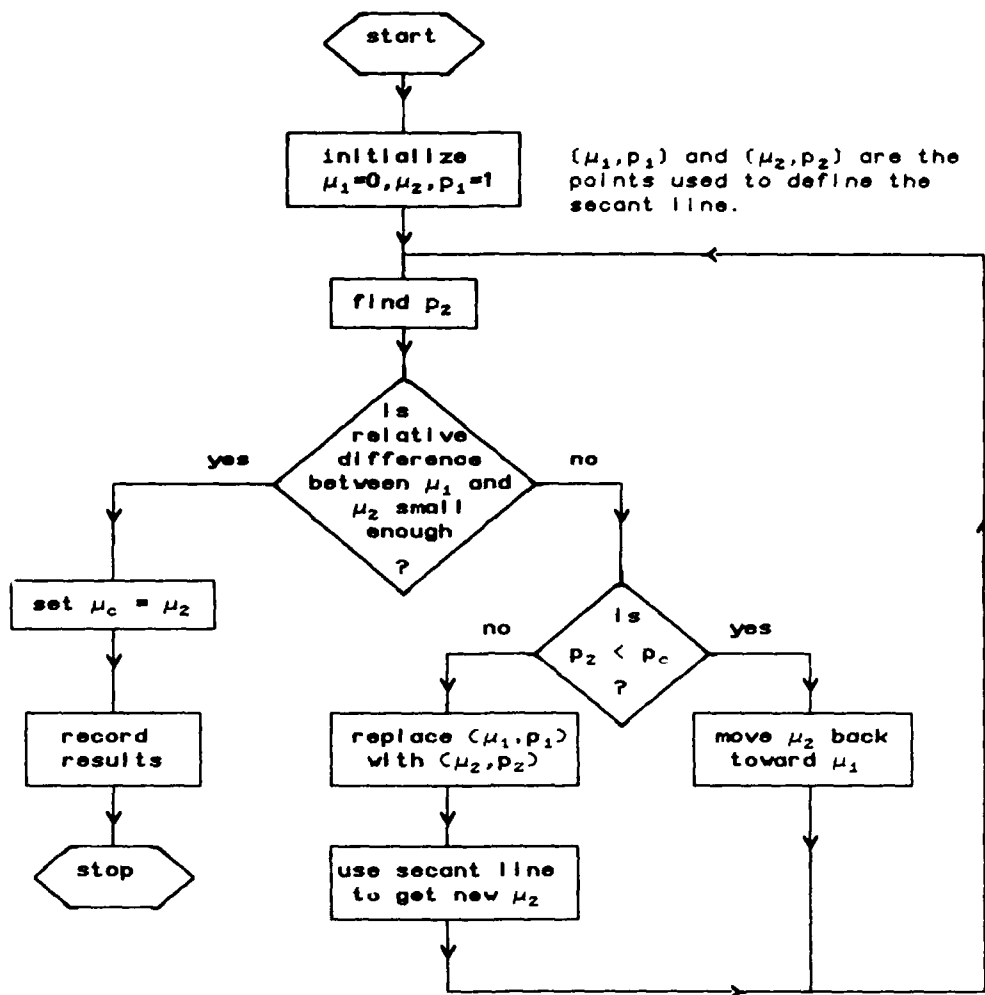 start
initialize
μ₁=0,μ₂,p₁=1
(μ₁,p₁) and (μ₂,p₂) are the
points used to define the
secant line.
find p₂
Is
relative
difference
between μ₁ and
μ₂ small
enough
?
yes
no
set μ_c = μ₂
record
results
stop
Is
p₂ < p_c
?
no
yes
replace (μ₁,p₁)
with (μ₂,p₂)
use secant line
to get new μ₂
move μ₂ back
toward μ₁